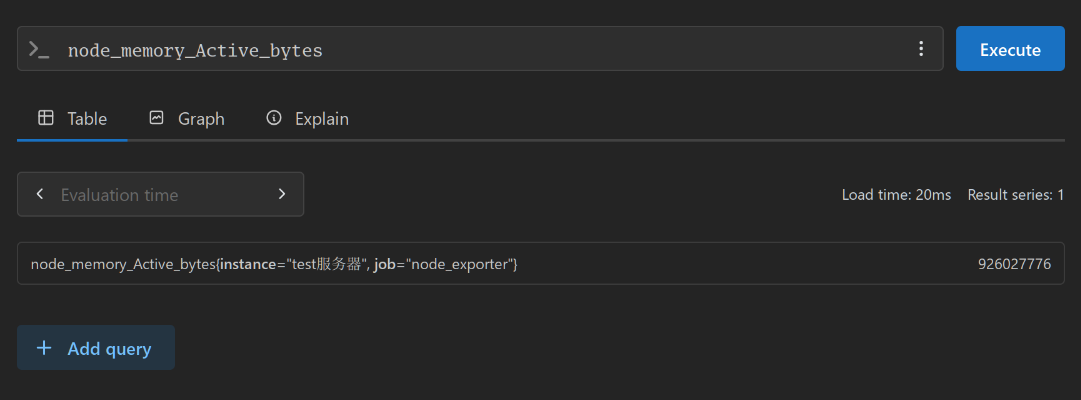 node_memory_Active_bytes
Execute
Table Graph Explain
Evaluation time
Load time: 20ms Result series: 1
node_memory_Active_bytes{instance="test服务器", job="node_exporter"} 926027776
Add query